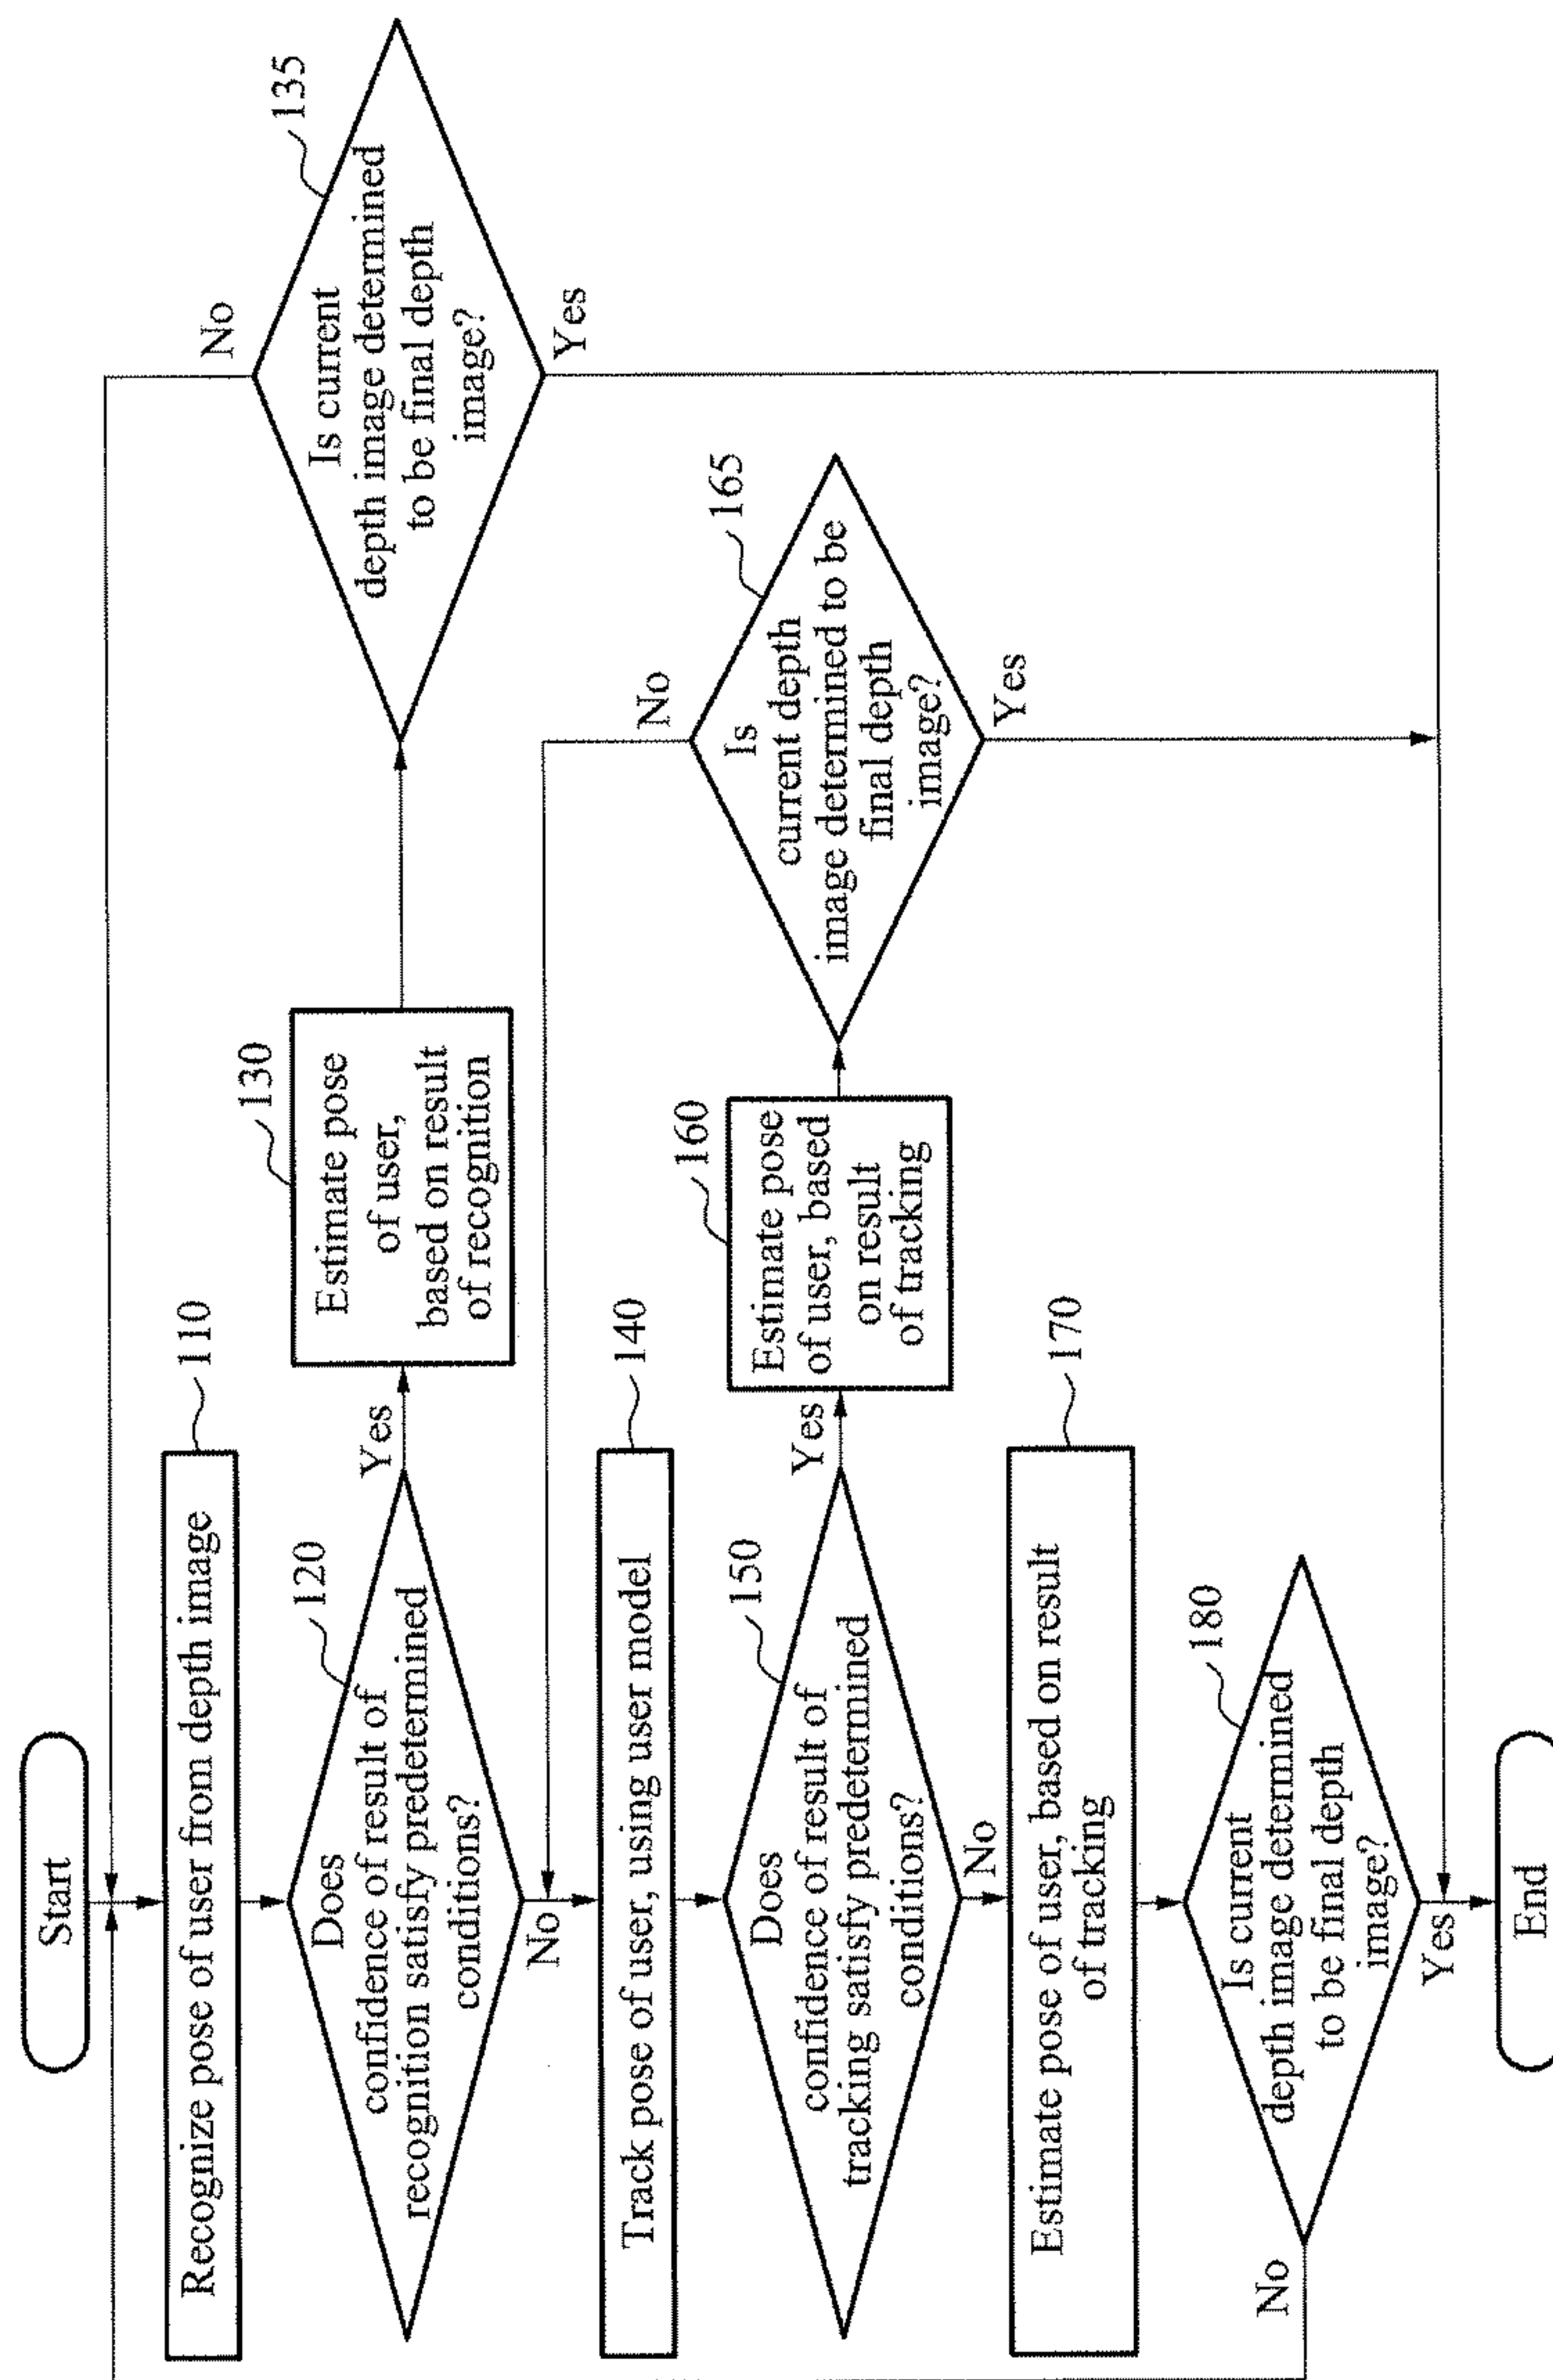 Start
Recognize pose of user from depth image
110
Does
confidence of result of
recognition satisfy predetermined
conditions?
120
Yes
No
Estimate pose
of user,
based on result
of recognition
130
Is current
depth image determined
to be final depth
image?
135
No
Yes
Track pose of user, using user model
140
Does
confidence of result of
tracking satisfy predetermined
conditions?
150
Yes
No
Estimate pose
of user, based
on result
of tracking
160
Is
current depth
image determined to be
final depth
image?
165
No
Yes
Estimate pose of user, based on result
of tracking
170
Is current
depth image determined
to be final depth
image?
180
No
Yes
End